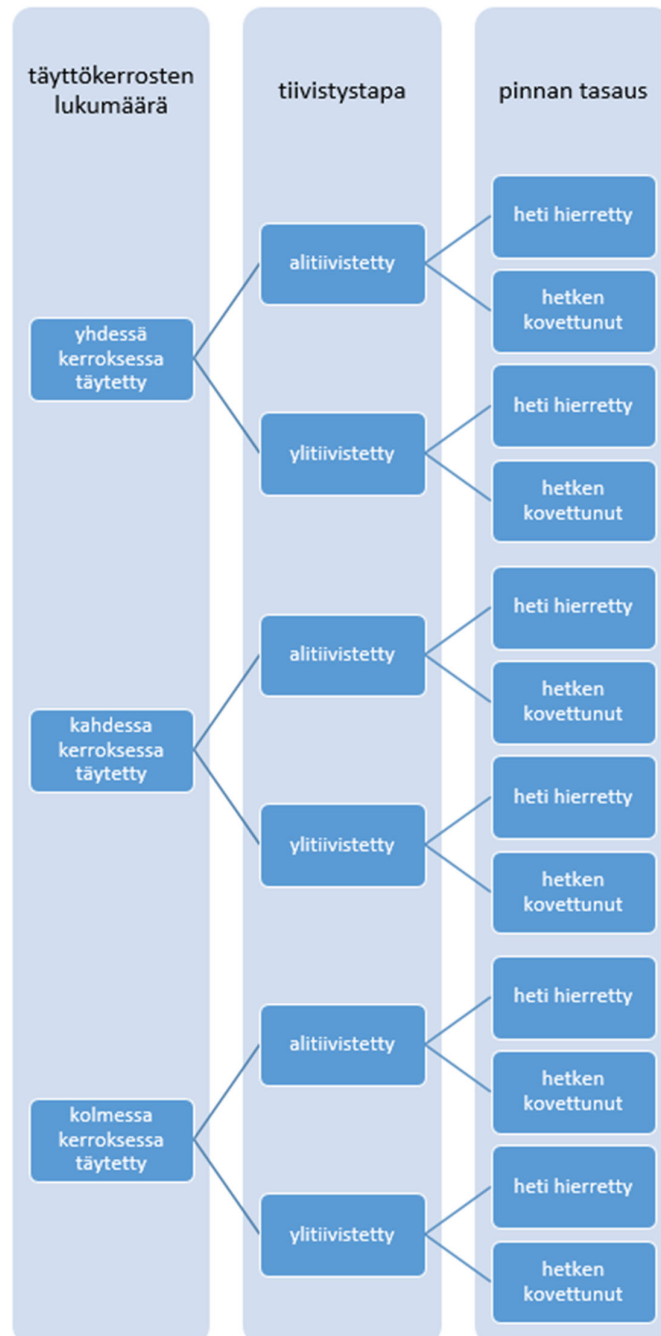 täyttökerrosten
lukumäärä
tiivistystapa
pinnan tasaus
yhdessä
kerroksessa
täytetty
alitiivistetty
heti hierretty
hetken
kovettunut
ylitiivistetty
heti hierretty
hetken
kovettunut
kahdessa
kerroksessa
täytetty
alitiivistetty
heti hierretty
hetken
kovettunut
ylitiivistetty
heti hierretty
hetken
kovettunut
kolmessa
kerroksessa
täytetty
alitiivistetty
heti hierretty
hetken
kovettunut
ylitiivistetty
heti hierretty
hetken
kovettunut